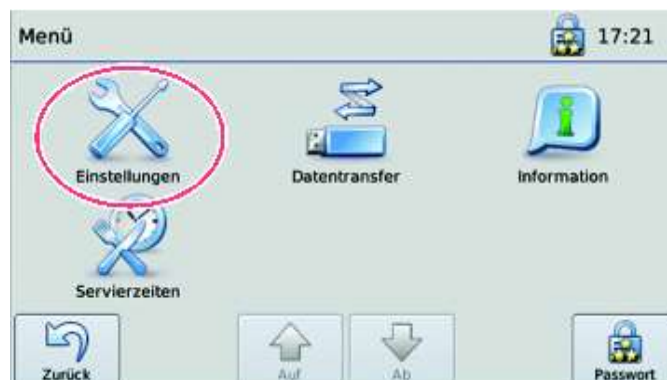 Menü 17:21
Einstellungen Datentransfer Information
Servierzeiten
Zurück Auf Ab Passwort